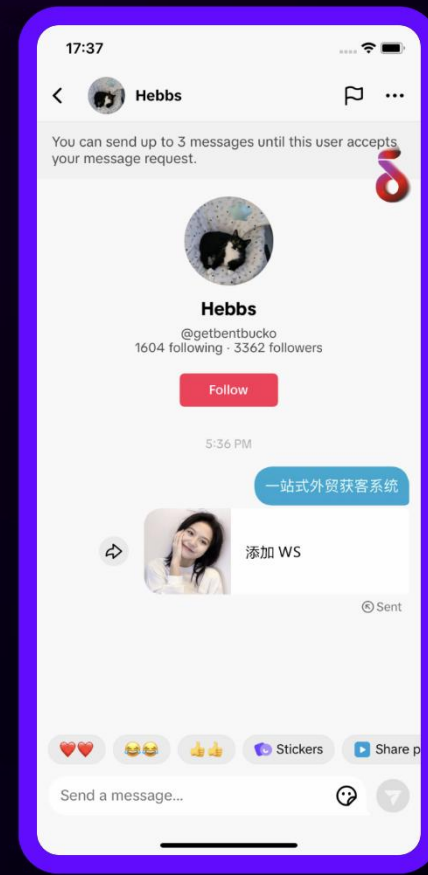 17:37
Hebbs
You can send up to 3 messages until this user accepts
your message request.
Hebbs
@getbentbucko
1604 following · 3362 followers
Follow
5:36 PM
一站式外贸获客系统
添加 WS
Sent
Stickers
Share p
Send a message...